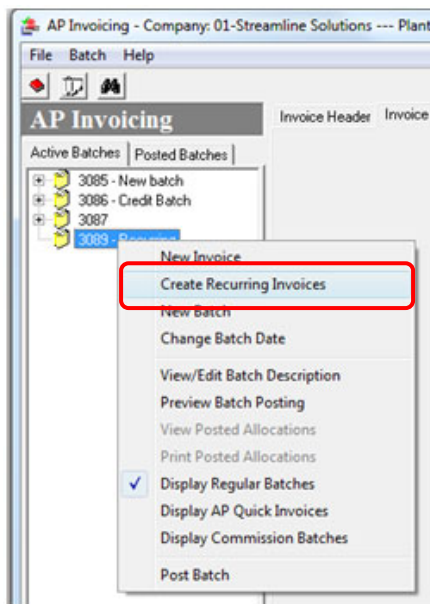 AP Invoicing - Company: 01-Streamline Solutions --- Plant
File Batch Help
AP Invoicing
Invoice Header Invoice
Active Batches Posted Batches
3085 - New batch
3086 - Credit Batch
3087
3089 - Recurring
New Invoice
Create Recurring Invoices
New Batch
Change Batch Date
View/Edit Batch Description
Preview Batch Posting
View Posted Allocations
Print Posted Allocations
Display Regular Batches
Display AP Quick Invoices
Display Commission Batches
Post Batch